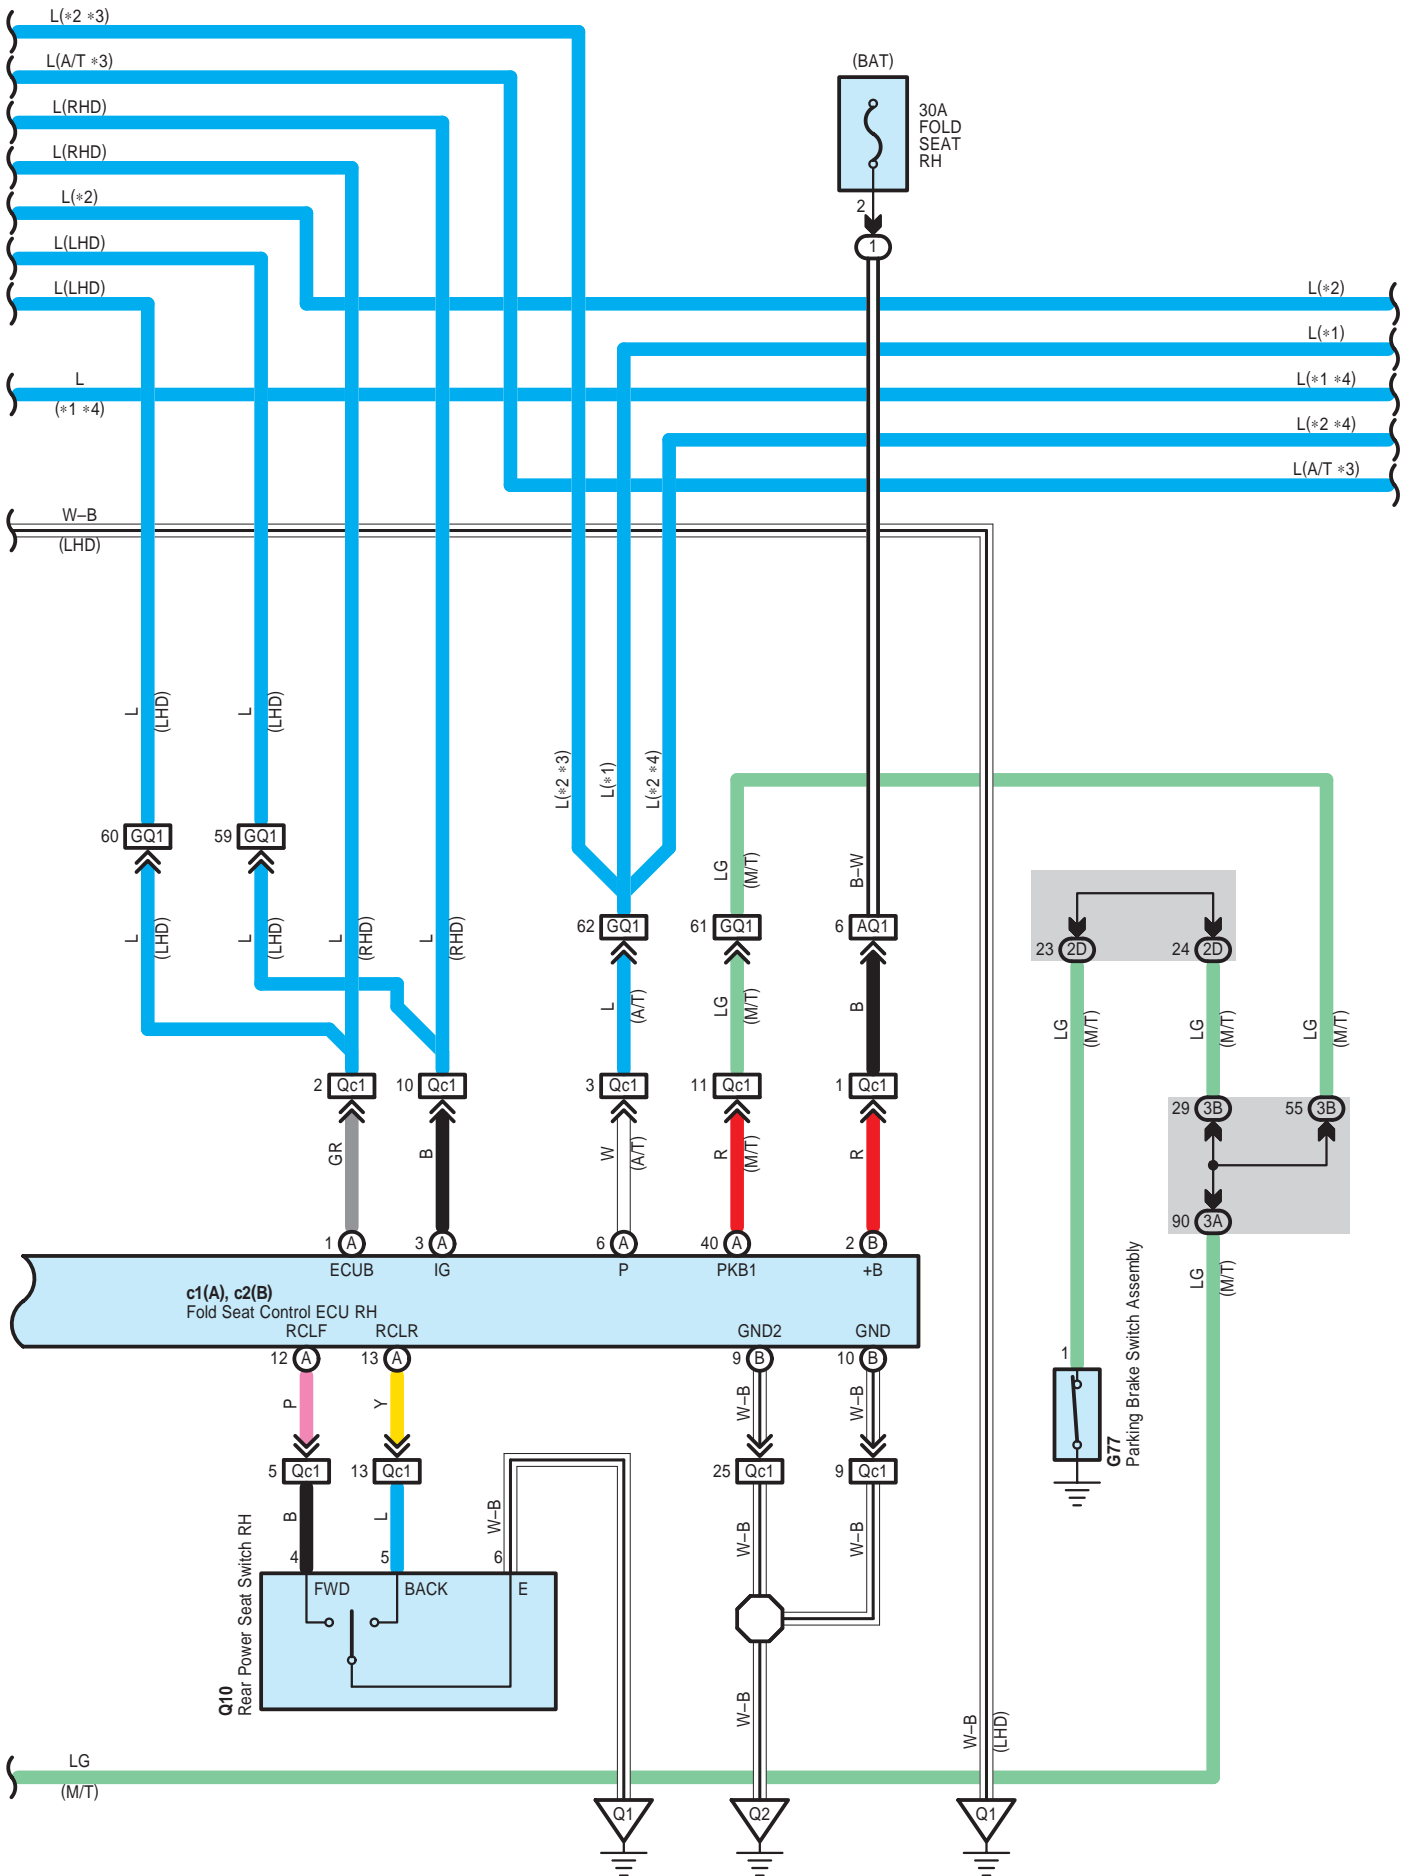 L(*2 *3)
L(A/T *3)
L(RHD)
L(RHD)
L(*2)
L(LHD)
L(LHD)
L
(*1 *4)
W–B
(LHD)
(BAT)
30A
FOLD
SEAT
RH
2
1
L(*2)
L(*1)
L(*1 *4)
L(*2 *4)
L(A/T *3)
L
(LHD)
L
(LHD)
L(*2 *3)
L(*1)
L(*2 *4)
60 GQ1
59 GQ1
LG
(M/T)
B–W
L
(LHD)
L
(LHD)
L
(RHD)
L
(RHD)
62 GQ1
61 GQ1
6 AQ1
23 2D
24 2D
L
(A/T)
LG
(M/T)
B
LG
(M/T)
LG
(M/T)
LG
(M/T)
2 Qc1
10 Qc1
3 Qc1
11 Qc1
1 Qc1
29 3B
55 3B
GR
B
W
(A/T)
R
(M/T)
R
90 3A
1 A
3 A
6 A
40 A
2 B
ECUB
IG
P
PKB1
+B
c1(A), c2(B)
Fold Seat Control ECU RH
RCLF
RCLR
GND2
GND
12 A
13 A
9 B
10 B
LG
(M/T)
P
Y
W–B
W–B
1
G77
Parking Brake Switch Assembly
5 Qc1
13 Qc1
25 Qc1
9 Qc1
B
L
W–B
W–B
W–B
4
5
6
FWD
BACK
E
Q10
Rear Power Seat Switch RH
W–B
W–B
(LHD)
LG
(M/T)
Q1
Q2
Q1